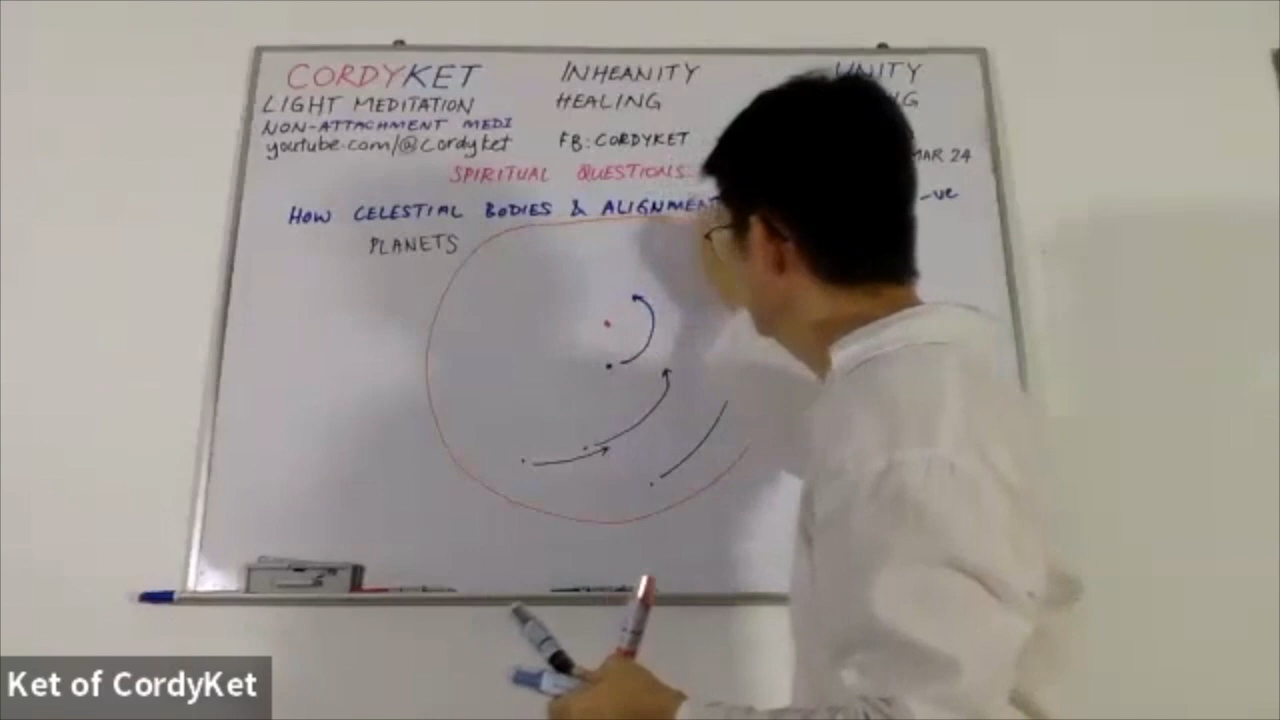 CORDYKET INHEANITY UNITY
LIGHT MEDITATION HEALING
NON-ATTACHMENT MEDI
youtube.com/@Cordyket FB: CORDYKET
MAR 24
SPIRITUAL QUESTIONS
HOW CELESTIAL BODIES & ALIGNMENT -ve
PLANETS
Ket of CordyKet